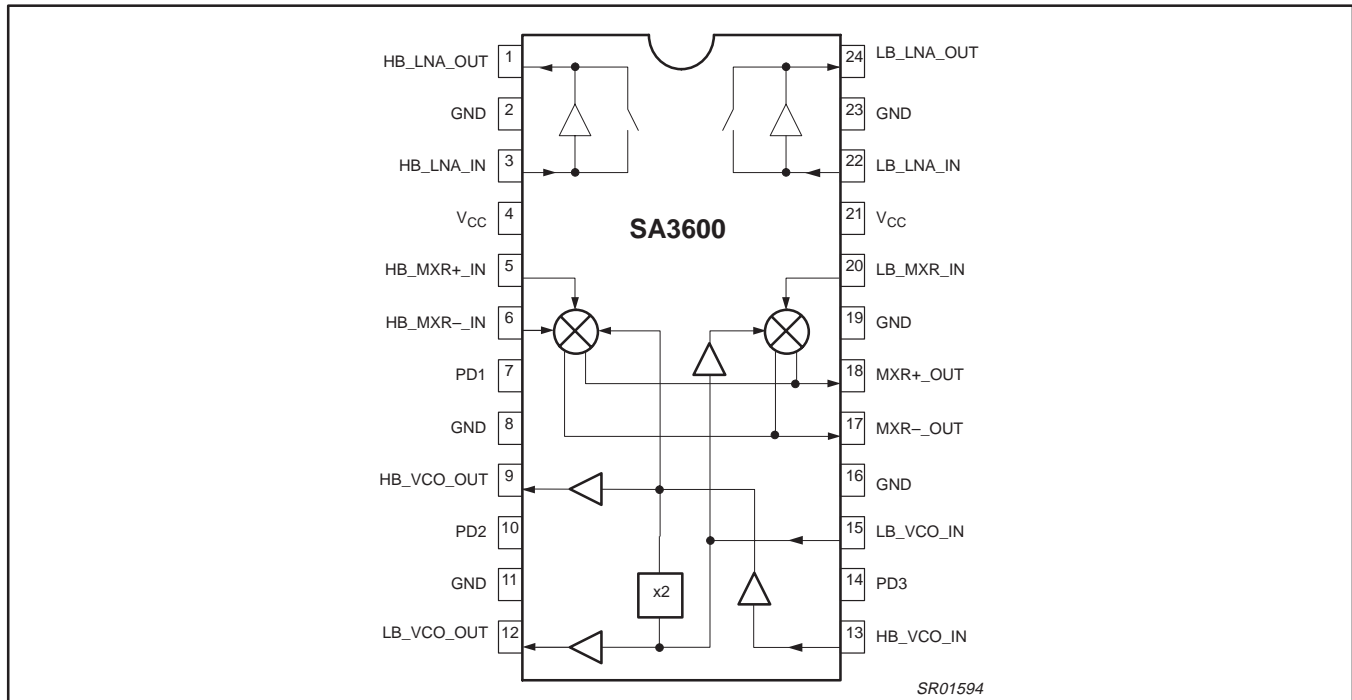 HB_LNA_OUT 1 24 LB_LNA_OUT
GND 2 23 GND
HB_LNA_IN 3 22 LB_LNA_IN
VCC 4 21 VCC
SA3600
HB_MXR+_IN 5 20 LB_MXR_IN
HB_MXR–_IN 6 19 GND
PD1 7 18 MXR+_OUT
GND 8 17 MXR–_OUT
HB_VCO_OUT 9 16 GND
PD2 10 15 LB_VCO_IN
GND 11 x2 14 PD3
LB_VCO_OUT 12 13 HB_VCO_IN
SR01594